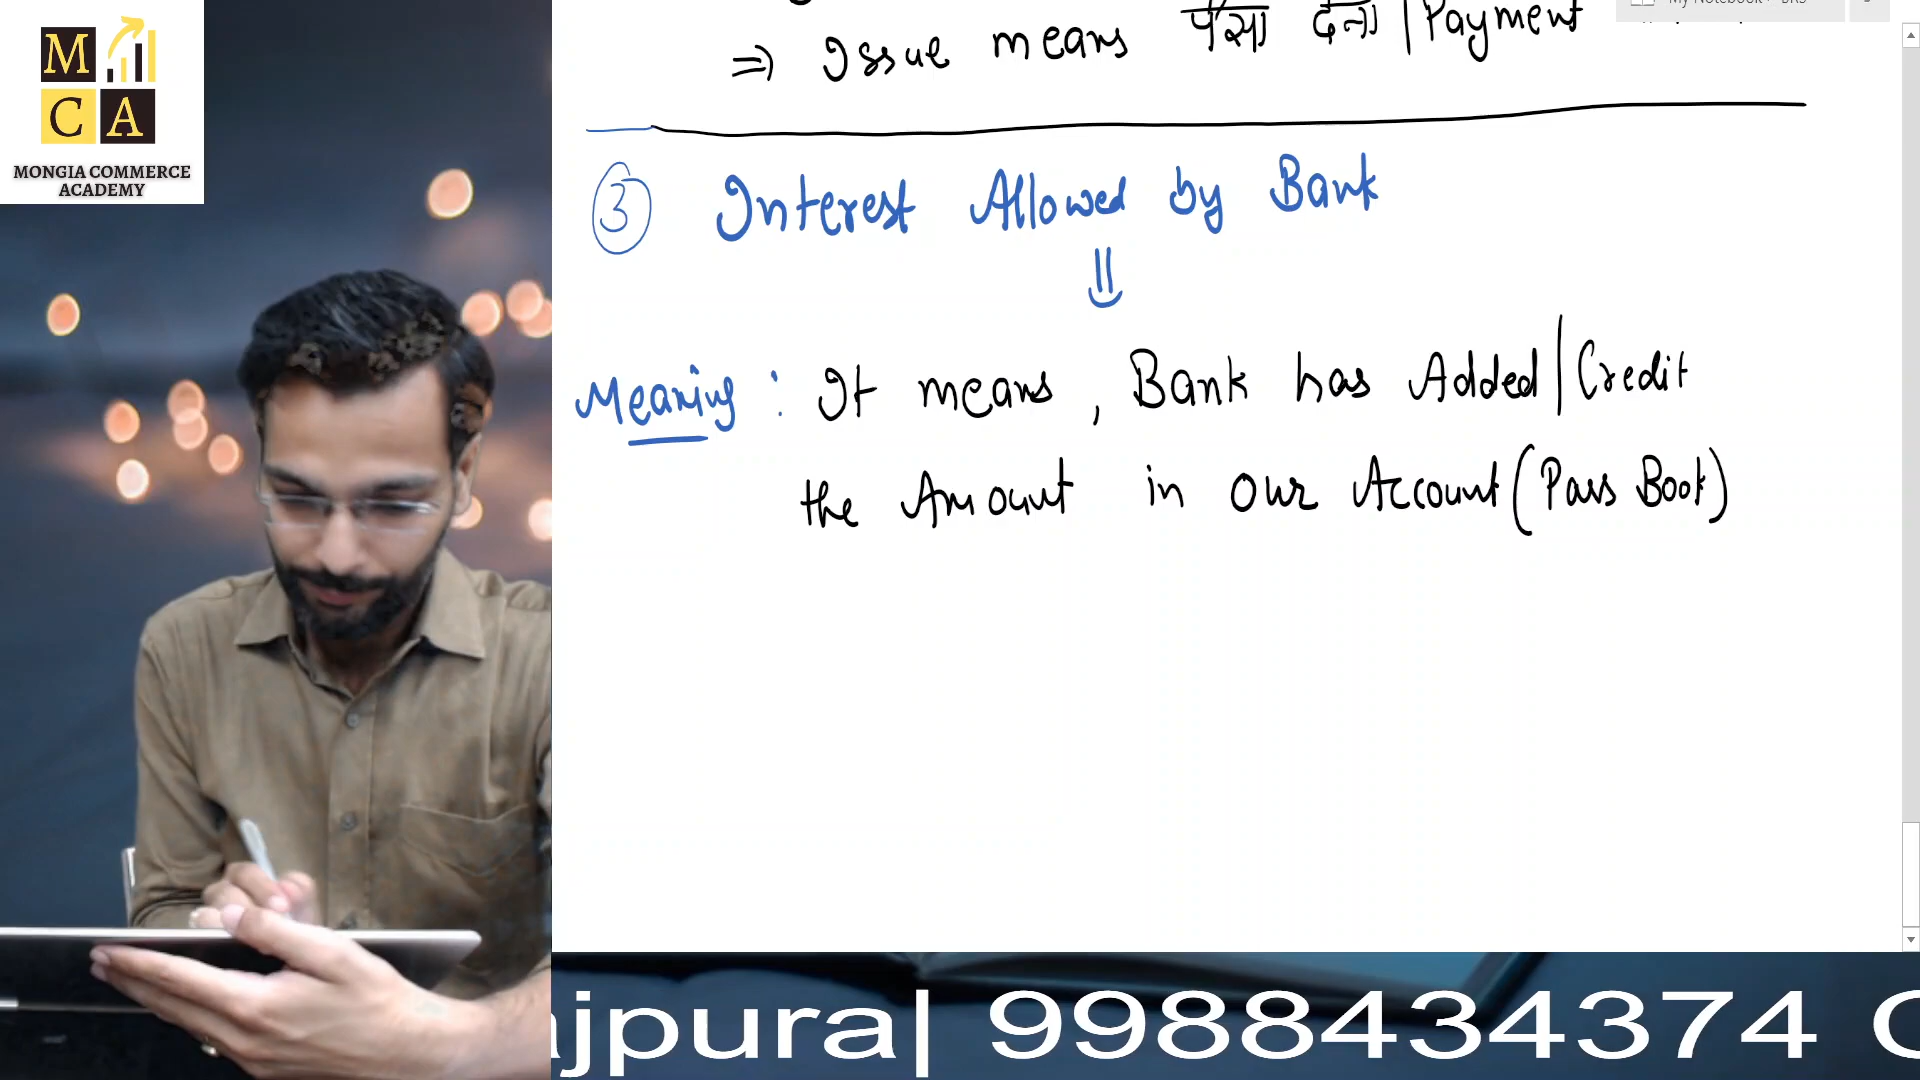 M
C A
MONGIA COMMERCE
ACADEMY
⇒ Issue means पैसा देना | Payment
③ Interest Allowed by Bank
⇓
Meaning : It means, Bank has Added | Credit
the Amount in our Account (Pass Book)
ajpura| 9988434374